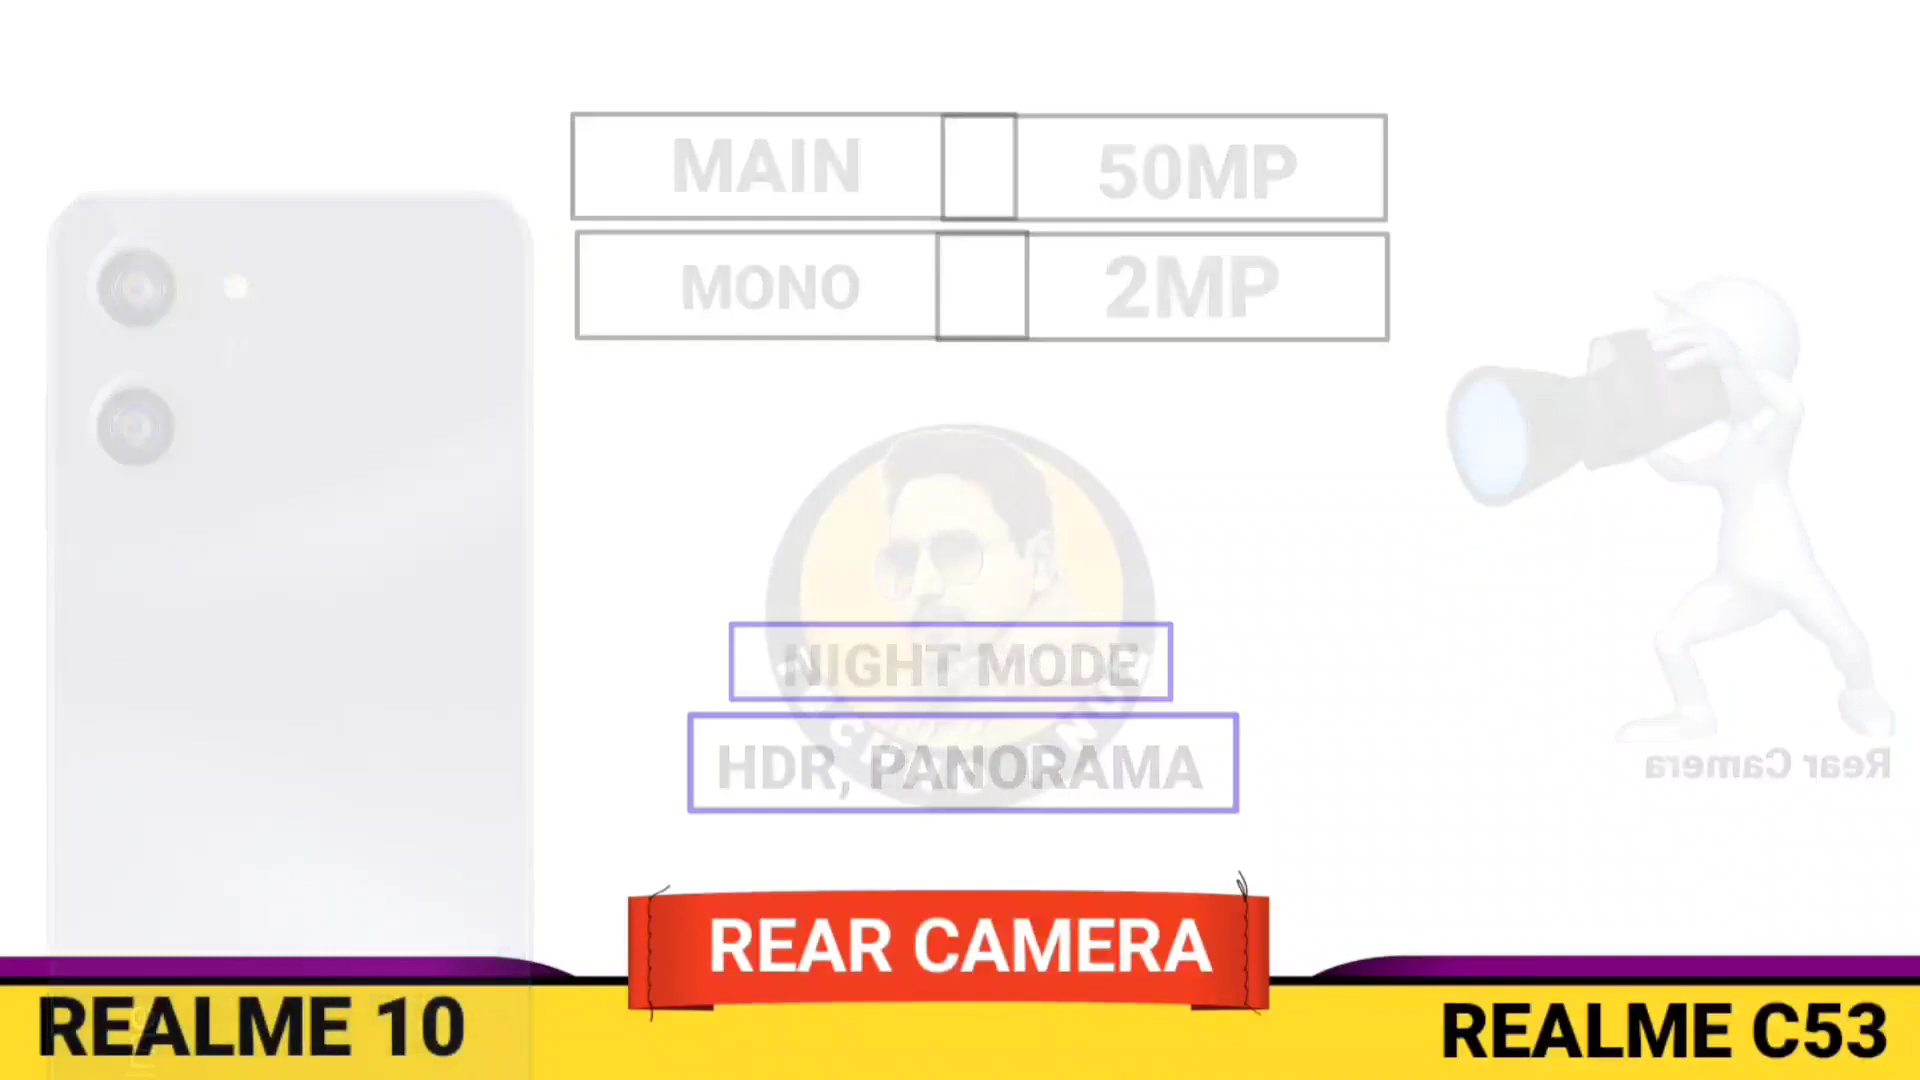 MAIN 50MP
MONO 2MP
NIGHT MODE
HDR, PANORAMA
Rear Camera
REAR CAMERA
REALME 10
REALME C53